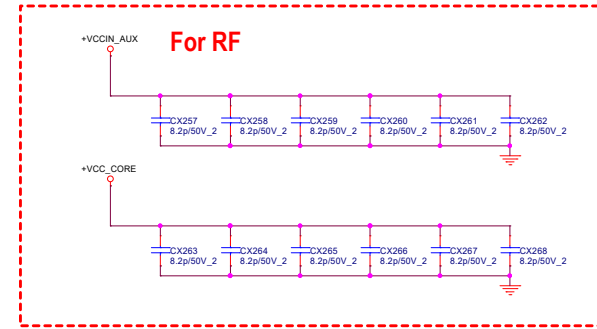 +VCCIN_AUX
For RF
CX257 CX258 CX259 CX260 CX261 CX262
8.2p/50V_2 8.2p/50V_2 8.2p/50V_2 8.2p/50V_2 8.2p/50V_2 8.2p/50V_2
+VCC_CORE
CX263 CX264 CX265 CX266 CX267 CX268
8.2p/50V_2 8.2p/50V_2 8.2p/50V_2 8.2p/50V_2 8.2p/50V_2 8.2p/50V_2